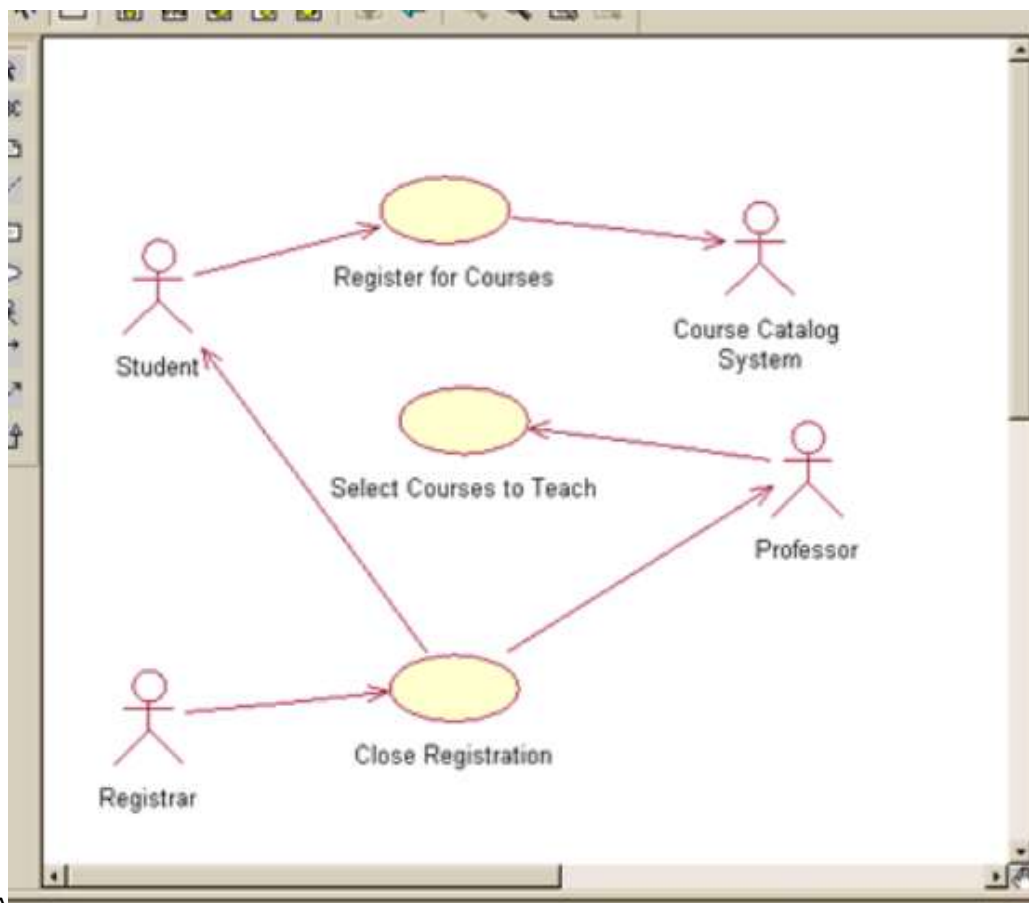 Register for Courses
Course Catalog
System
Student
Select Courses to Teach
Professor
Close Registration
Registrar